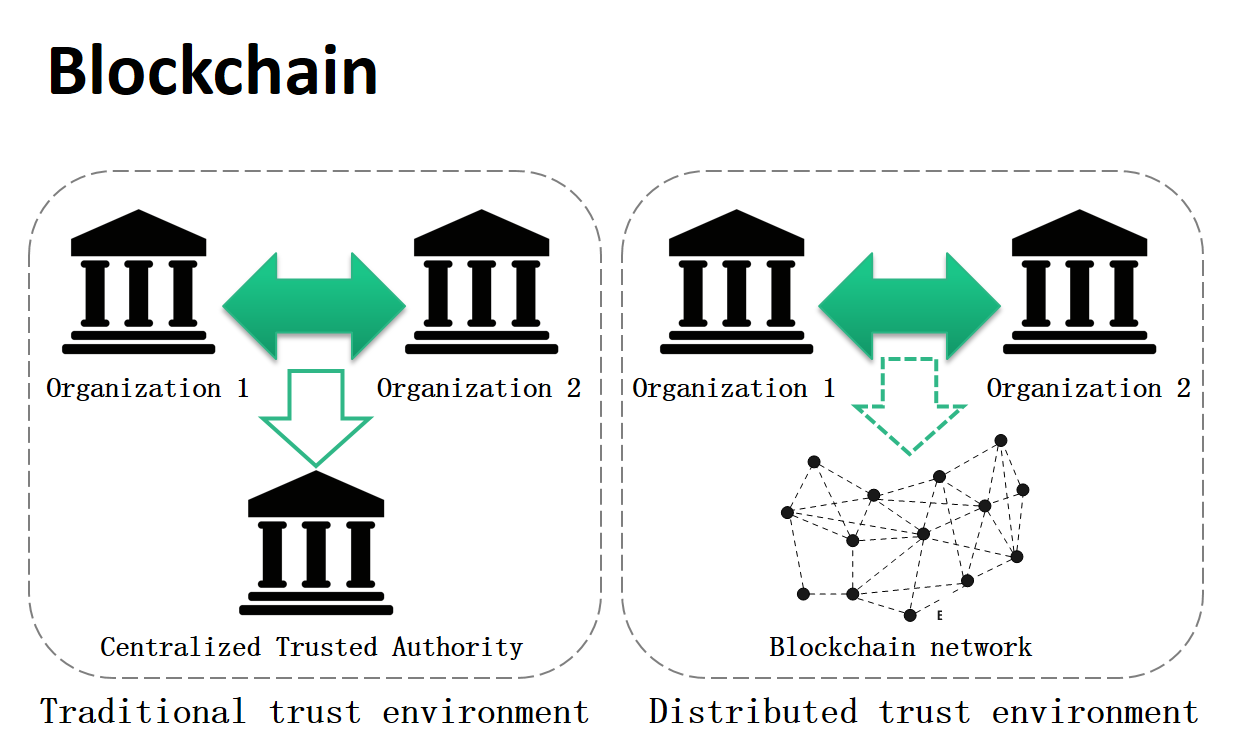 Blockchain
Organization 1
Organization 2
Centralized Trusted Authority
Traditional trust environment
Organization 1
Organization 2
E
Blockchain network
Distributed trust environment